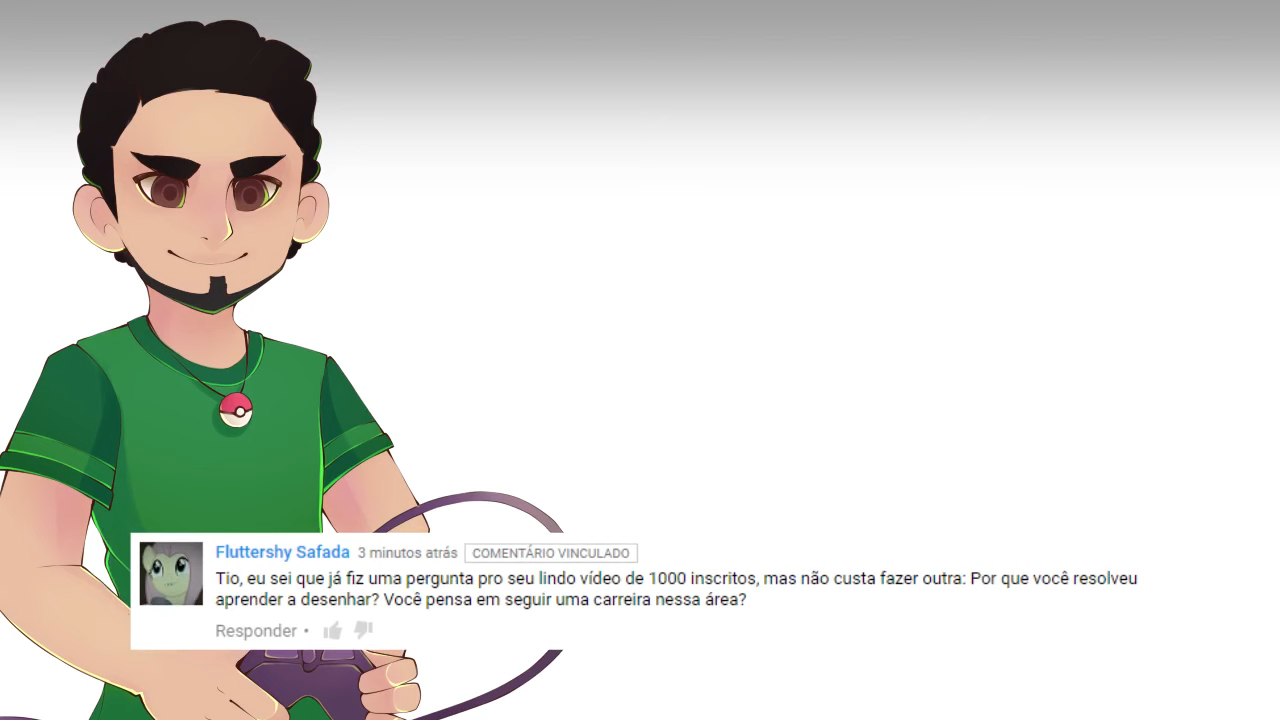 Fluttershy Safada 3 minutos atrás COMENTÁRIO VINCULADO
Tio, eu sei que já fiz uma pergunta pro seu lindo vídeo de 1000 inscritos, mas não custa fazer outra: Por que você resolveu
aprender a desenhar? Você pensa em seguir uma carreira nessa área?
Responder •